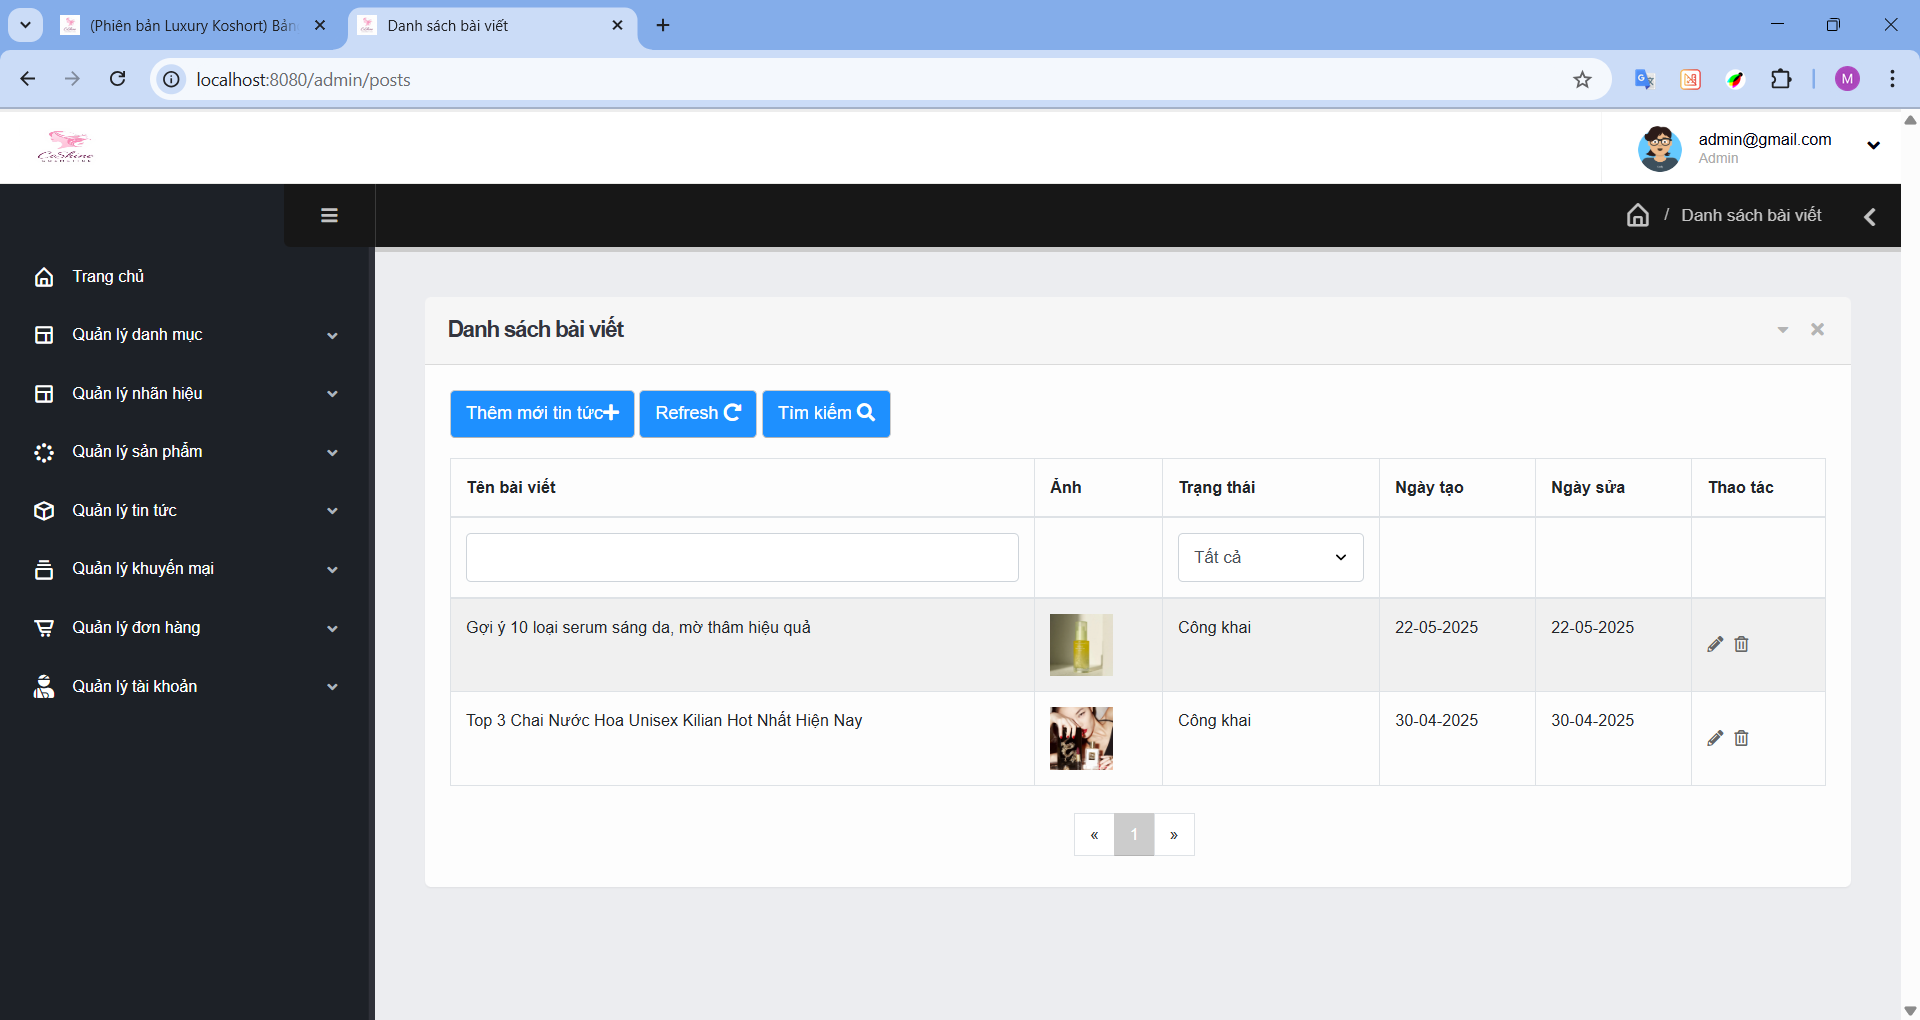 (Phiên bản Luxury Koshort) Bản
Danh sách bài viết
localhost:8080/admin/posts
M
CoShine
admin@gmail.com
Admin
/ Danh sách bài viết
Trang chủ
Quản lý danh mục
Quản lý nhãn hiệu
Quản lý sản phẩm
Quản lý tin tức
Quản lý khuyến mại
Quản lý đơn hàng
Quản lý tài khoản
Danh sách bài viết
Thêm mới tin tức
Refresh
Tìm kiếm
Tên bài viết Ảnh Trạng thái Ngày tạo Ngày sửa Thao tác
Tất cả
Gợi ý 10 loại serum sáng da, mờ thâm hiệu quả Công khai 22-05-2025 22-05-2025
Top 3 Chai Nước Hoa Unisex Kilian Hot Nhất Hiện Nay Công khai 30-04-2025 30-04-2025
« 1 »